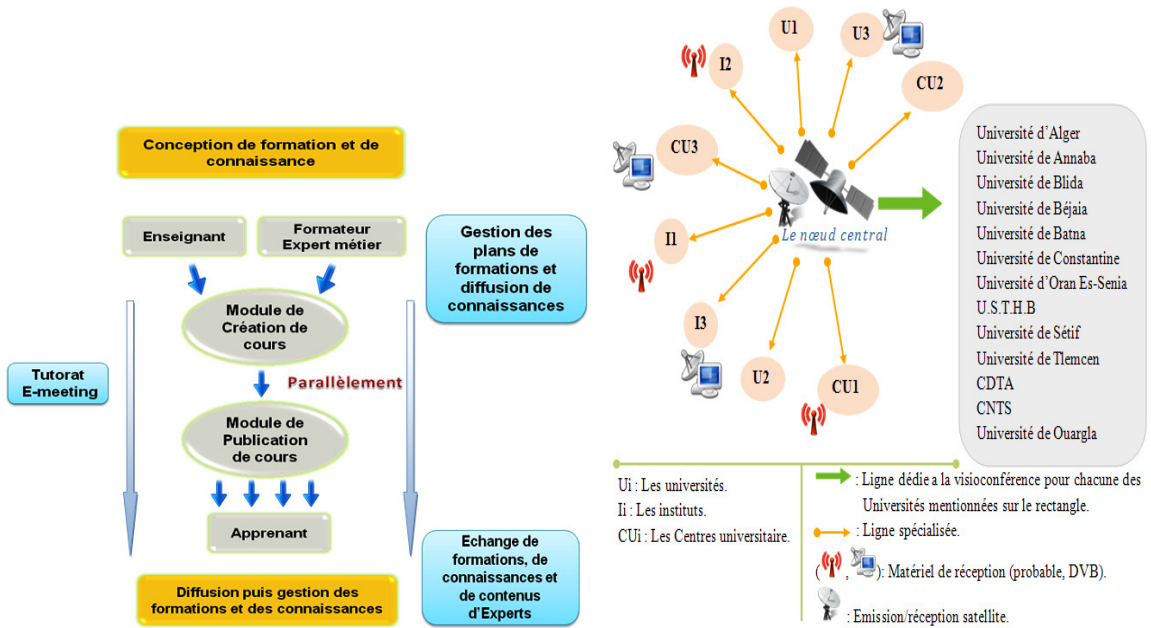 Conception de formation et de
connaissance
Enseignant
Formateur
Expert métier
Gestion des
plans de
formations et
diffusion de
connaissances
Module de
Création de
cours
Tutorat
E-meeting
Parallèlement
Module de
Publication
de cours
Apprenant
Echange de
formations, de
connaissances et
de contenus
d'Experts
Diffusion puis gestion des
formations et des connaissances
U1
U3
I2
CU2
CU3
I1
Le nœud central
I3
U2
CU1
Université d'Alger
Université de Annaba
Université de Blida
Université de Béjaia
Université de Batna
Université de Constantine
Université d'Oran Es-Senia
U.S.T.H.B
Université de Sétif
Université de Tlemcen
CDTA
CNTS
Université de Ouargla
Ui : Les universités.
Ii : Les instituts.
CUi : Les Centres universitaire.
: Ligne dédie a la visioconférence pour chacune des
Universités mentionnées sur le rectangle.
: Ligne spécialisée.
( , ): Matériel de réception (probable, DVB).
: Emission/réception satellite.